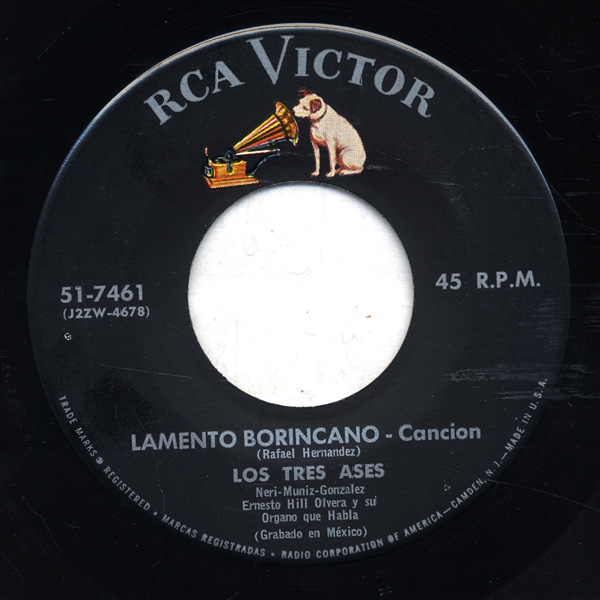 RCA VICTOR
51-7461
(J2ZW-4678)
45 R.P.M.
LAMENTO BORINCANO - Cancion
(Rafael Hernandez)
LOS TRES ASES
Neri-Muniz-Gonzalez
Ernesto Hill Olvera y su
Organo que Habla
(Grabado en México)
TRADE MARKS ® REGISTERED. • MARCAS REGISTRADAS • RADIO CORPORATION OF AMERICA—CAMDEN, N. J.—MADE IN U.S.A.